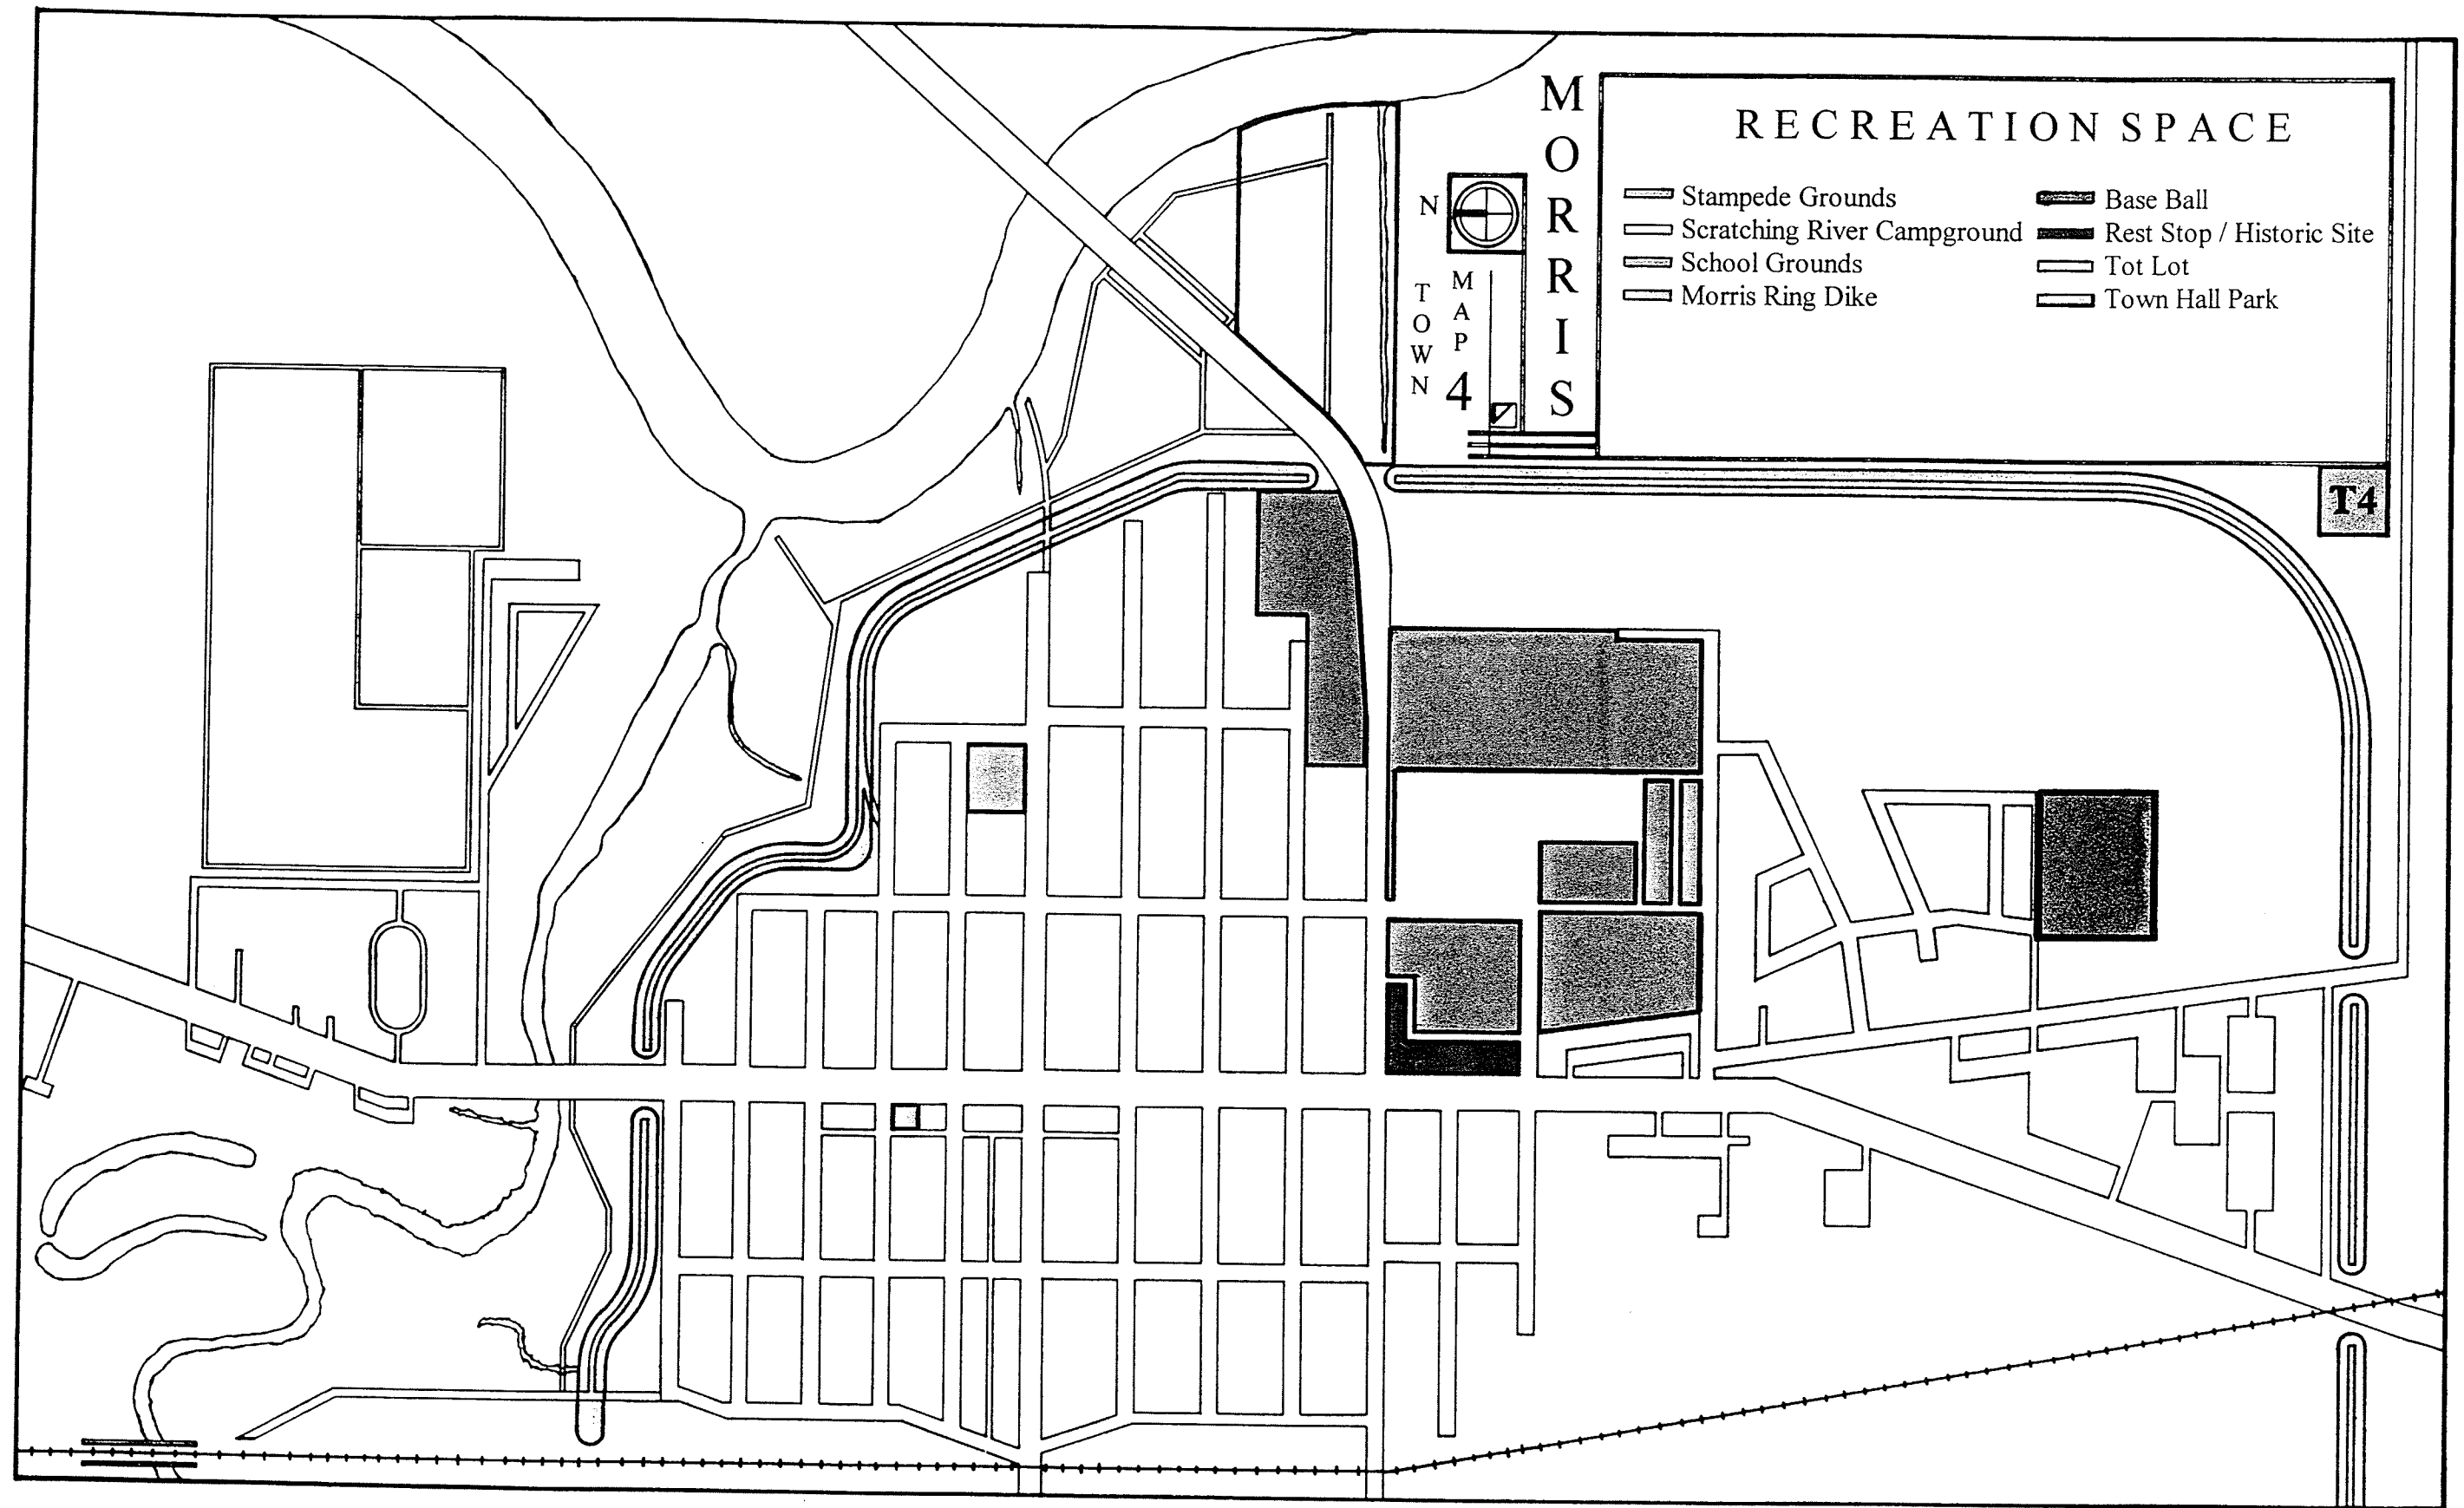 RECREATION SPACE
Stampede Grounds
Scratching River Campground
School Grounds
Morris Ring Dike
Base Ball
Rest Stop / Historic Site
Tot Lot
Town Hall Park
MORRIS
N
TOWN
MAP
4
T4